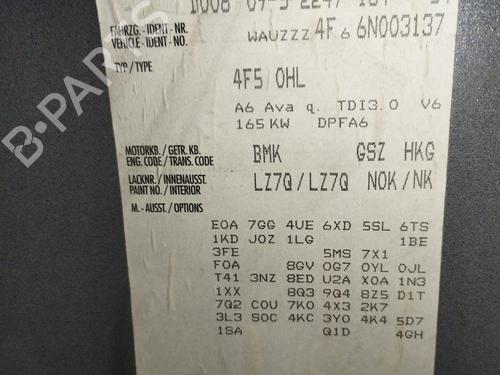 FAHRZG.-IDENT-NR.
VEHICLE-IDENT-NO.
WAUZZZ 4F 6 6N003137
TYP / TYPE
4F5 / 0HL
A6 Ava q. TDI3.0 V6
165 KW DPFA6
MOTORKB. / GETR. KB.
ENG. CODE / TRANS. CODE
BMK GSZ HKG
LACKNR. / INNENAUSST.
PAINT NO. / INTERIOR
LZ7Q / LZ7Q NOK / NK
M.-AUSST. / OPTIONS
E0A 7GG 4UE 6XD 5SL 6TS
1KD J0Z 1LG 1BE
3FE 5MS 7X1
F0A 8GV 0G7 0YL 0JL
T41 3NZ 8ED U2A X0A 1N3
1XX 8Q3 9Q4 8Z5 D1T
7Q2 C0U 7K0 4X3 2K7
3L3 S0C 4KC 3Y0 4K4 5D7
1SA Q1D 4GH
B-Parts